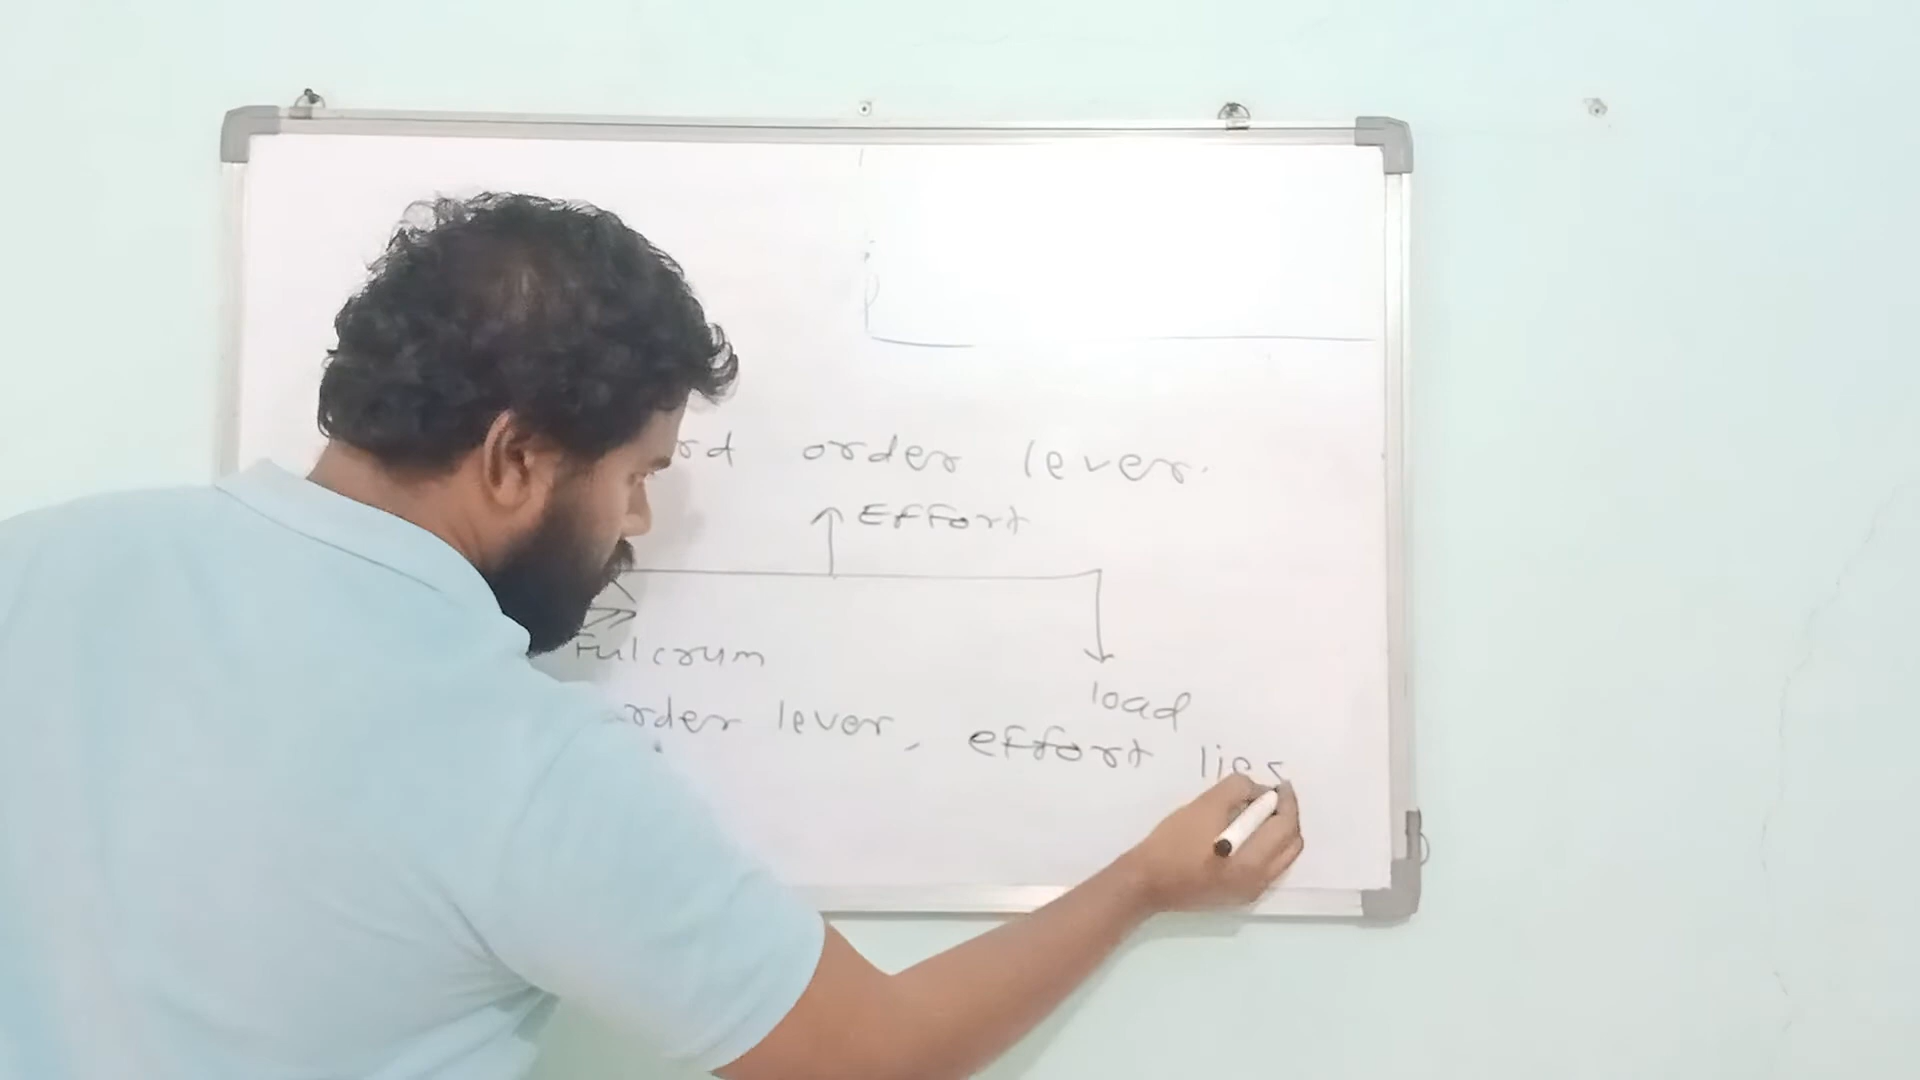 order lever.
Effort
Fulcrum
load
order lever, effort lies